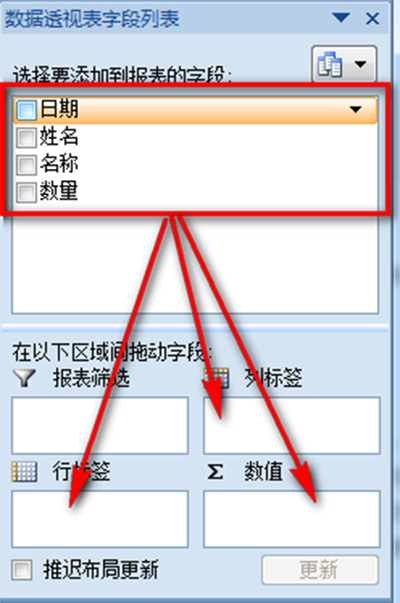 数据透视表字段列表
选择要添加到报表的字段:
日期
姓名
名称
数量
在以下区域间拖动字段:
报表筛选
列标签
行标签
Σ 数值
推迟布局更新
更新